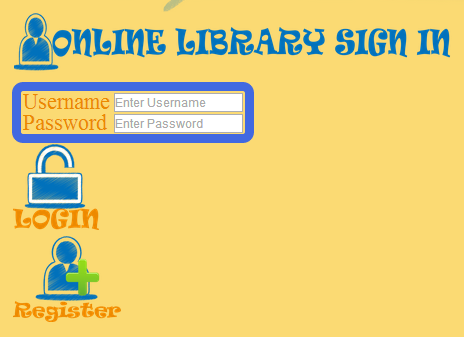 ONLINE LIBRARY SIGN IN
Username Enter Username
Password Enter Password
LOGIN
Register